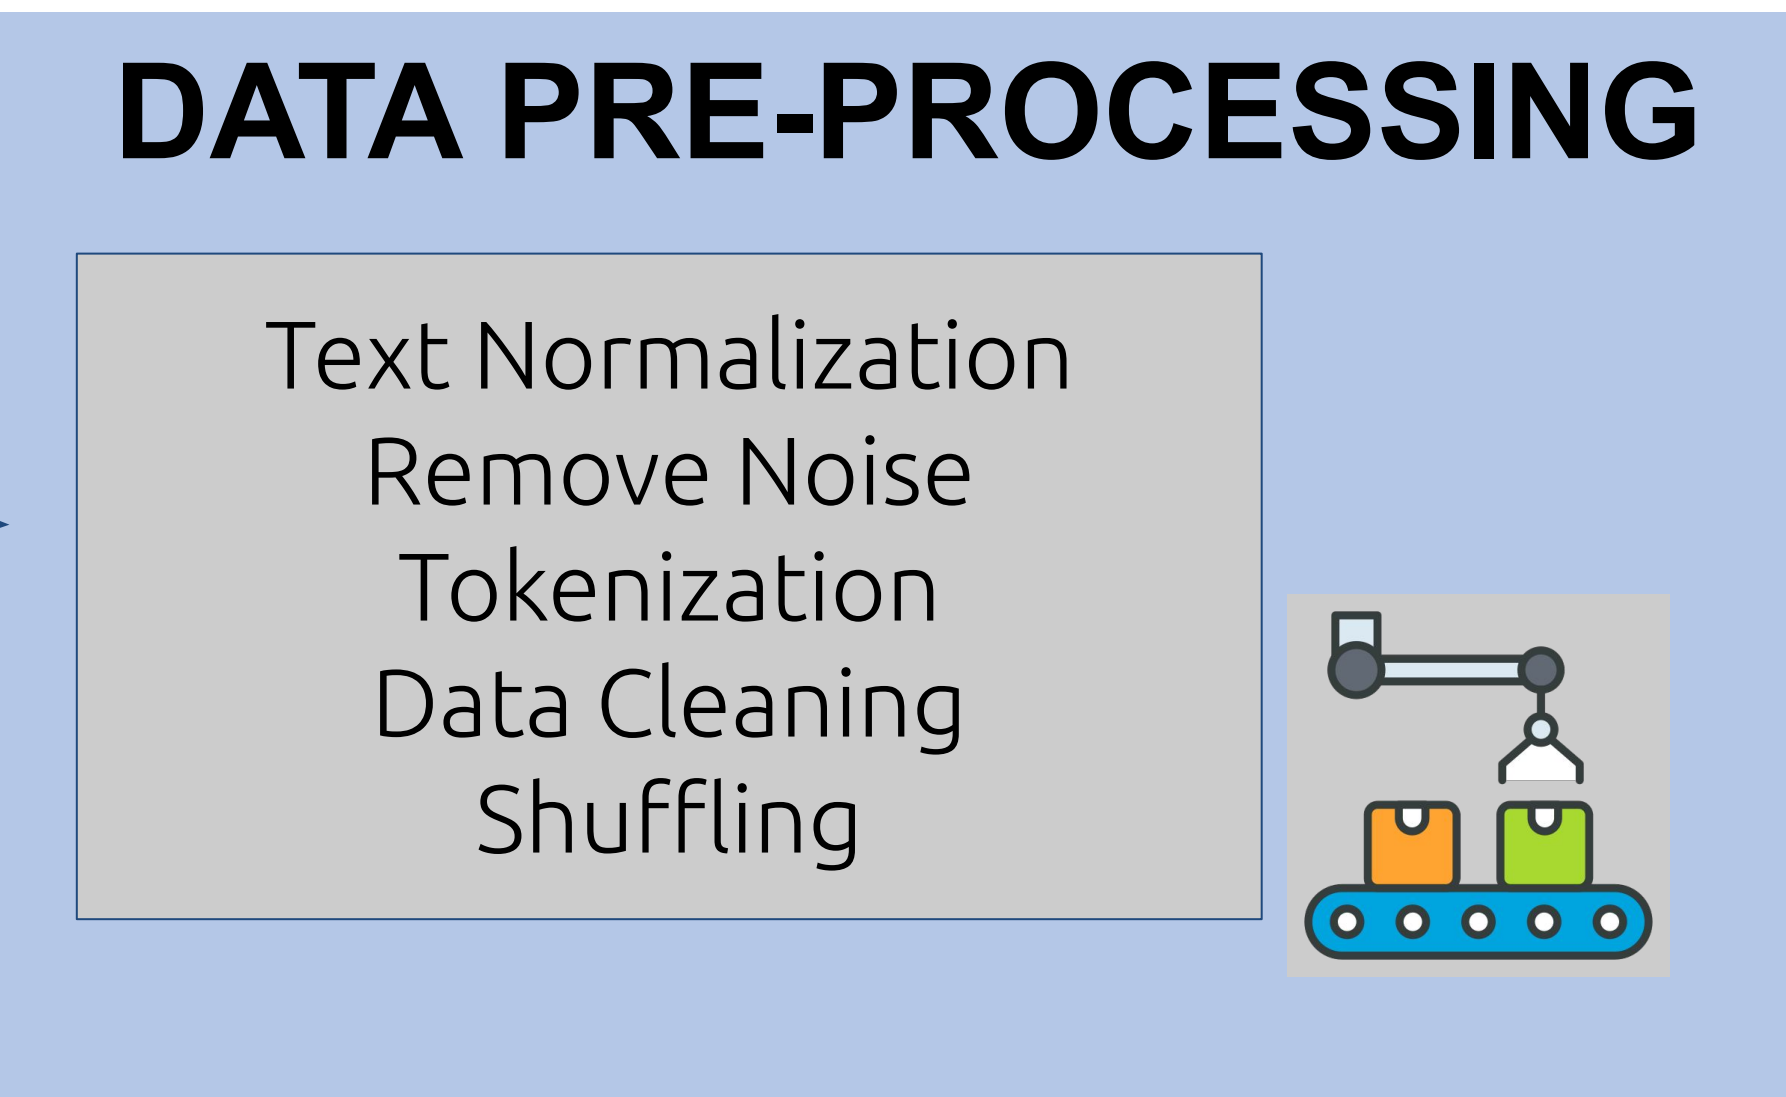 DATA PRE-PROCESSING
Text Normalization
Remove Noise
Tokenization
Data Cleaning
Shuffling